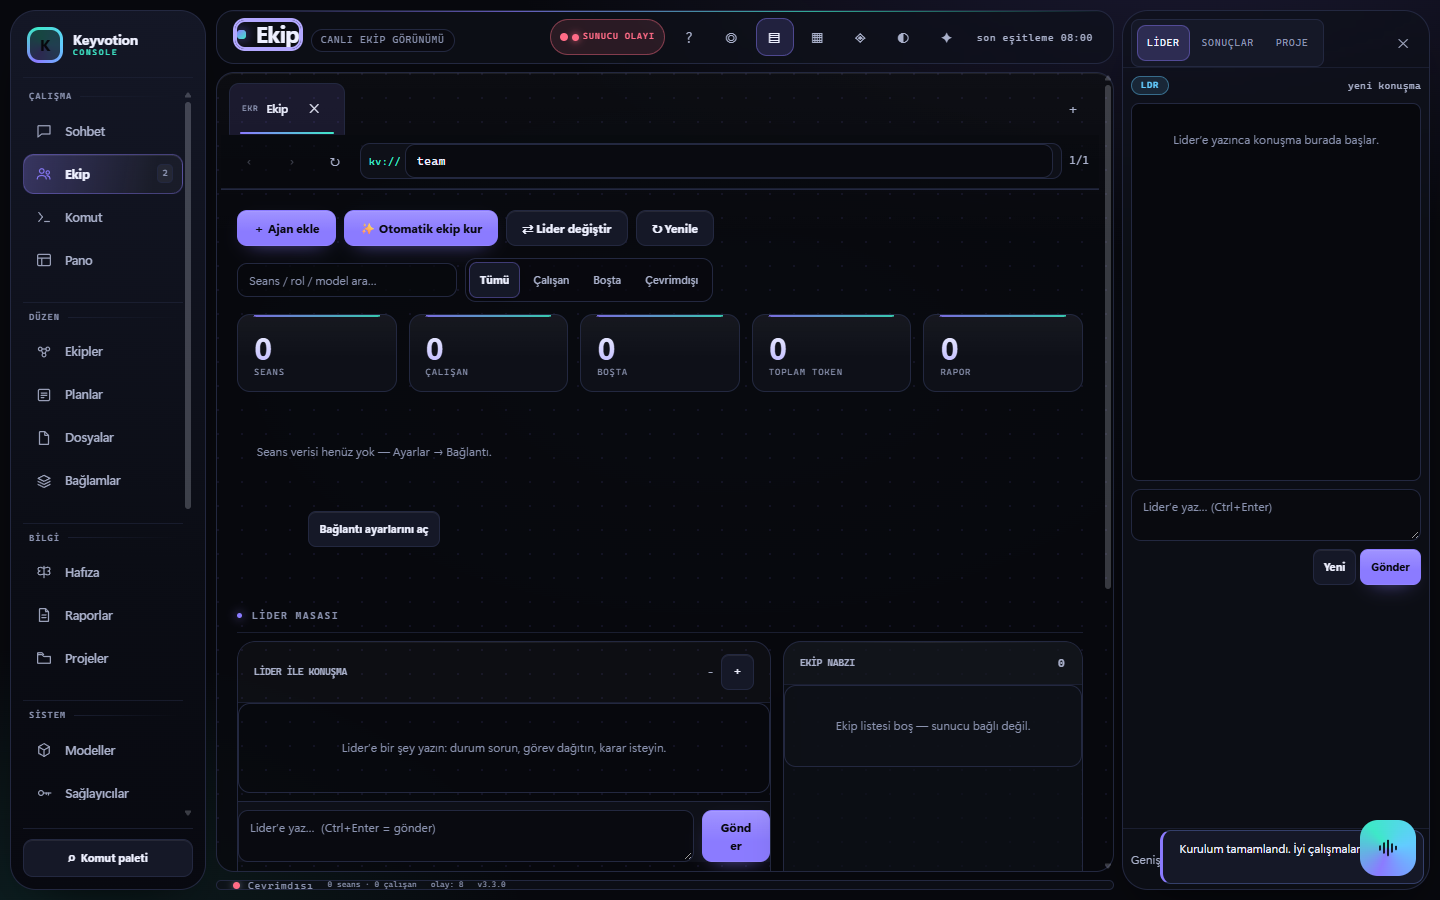 K
Keyvotion
CONSOLE
ÇALIŞMA
Sohbet
Ekip
2
Komut
Pano
DÜZEN
Ekipler
Planlar
Dosyalar
Bağlamlar
BİLGİ
Hafıza
Raporlar
Projeler
SİSTEM
Modeller
Sağlayıcılar
Komut paleti
Ekip
CANLI EKİP GÖRÜNÜMÜ
SUNUCU OLAYI
?
son eşitleme 08:00
EKR Ekip
+
kv:// team
1/1
+ Ajan ekle
✨ Otomatik ekip kur
⇄ Lider değiştir
↻ Yenile
Seans / rol / model ara...
Tümü
Çalışan
Boşta
Çevrimdışı
0
SEANS
0
ÇALIŞAN
0
BOŞTA
0
TOPLAM TOKEN
0
RAPOR
Seans verisi henüz yok — Ayarlar → Bağlantı.
Bağlantı ayarlarını aç
LİDER MASASI
LİDER İLE KONUŞMA
-
+
Lider'e bir şey yazın: durum sorun, görev dağıtın, karar isteyin.
Lider'e yaz... (Ctrl+Enter = gönder)
Gönd
er
EKİP NABZI
0
Ekip listesi boş — sunucu bağlı değil.
Çevrimdışı
0 seans · 0 çalışan
olay: 8
v3.3.0
LİDER
SONUÇLAR
PROJE
LDR
yeni konuşma
Lider'e yazınca konuşma burada başlar.
Lider'e yaz... (Ctrl+Enter)
Yeni
Gönder
Geniş
Kurulum tamamlandı. İyi çalışmalar